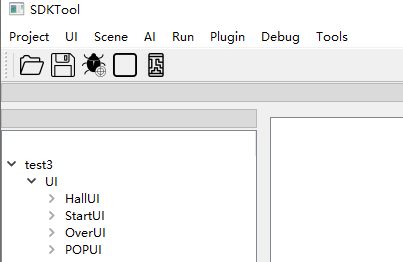 SDKTool
Project UI Scene AI Run Plugin Debug Tools
test3
UI
HallUI
StartUI
OverUI
POPUI